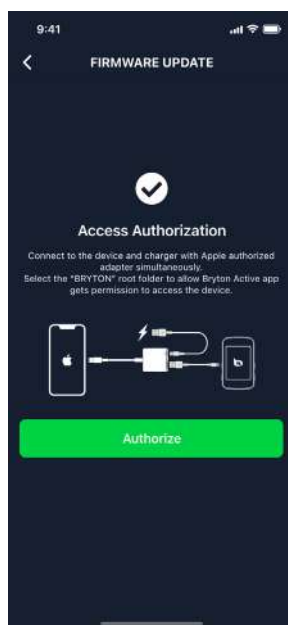 9:41
FIRMWARE UPDATE
Access Authorization
Connect to the device and charger with Apple authorized
adapter simultaneously.
Select the "BRYTON" root folder to allow Bryton Active app
gets permission to access the device.
Authorize